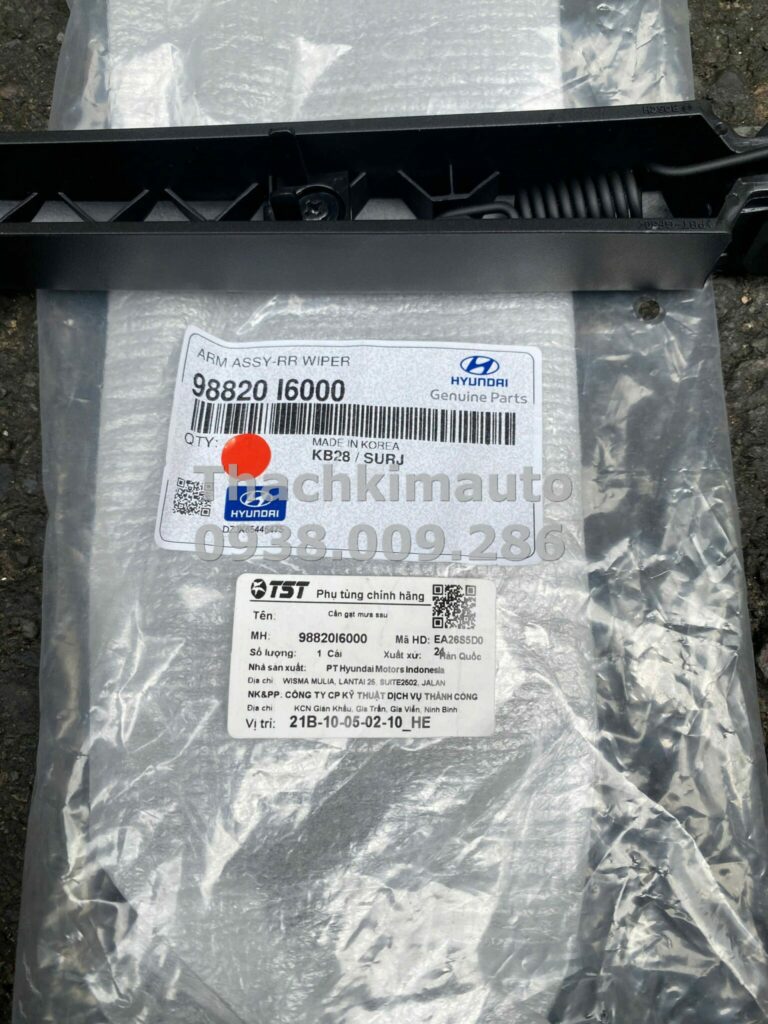 BOSCH
ARM ASSY-RR WIPER
98820 I6000
HYUNDAI
Genuine Parts
QTY:
MADE IN KOREA
KB28 / SURJ
HYUNDAI
Thachkimauto
0938.009.286
TST Phụ tùng chính hãng
Tên: Cần gạt mưa sau
MH: 98820I6000 Mã HD: EA26S5D0
24
Số lượng: 1 Cái Xuất xứ: Hàn Quốc
Nhà sản xuất: PT Hyundai Motors Indonesia
Địa chỉ: WISMA MULIA, LANTAI 25, SUITE2502, JALAN
NK&PP: CÔNG TY CP KỸ THUẬT DỊCH VỤ THÀNH CÔNG
Địa chỉ: KCN Gián Khẩu, Gia Trấn, Gia Viễn, Ninh Bình
Vị trí: 21B-10-05-02-10_HE